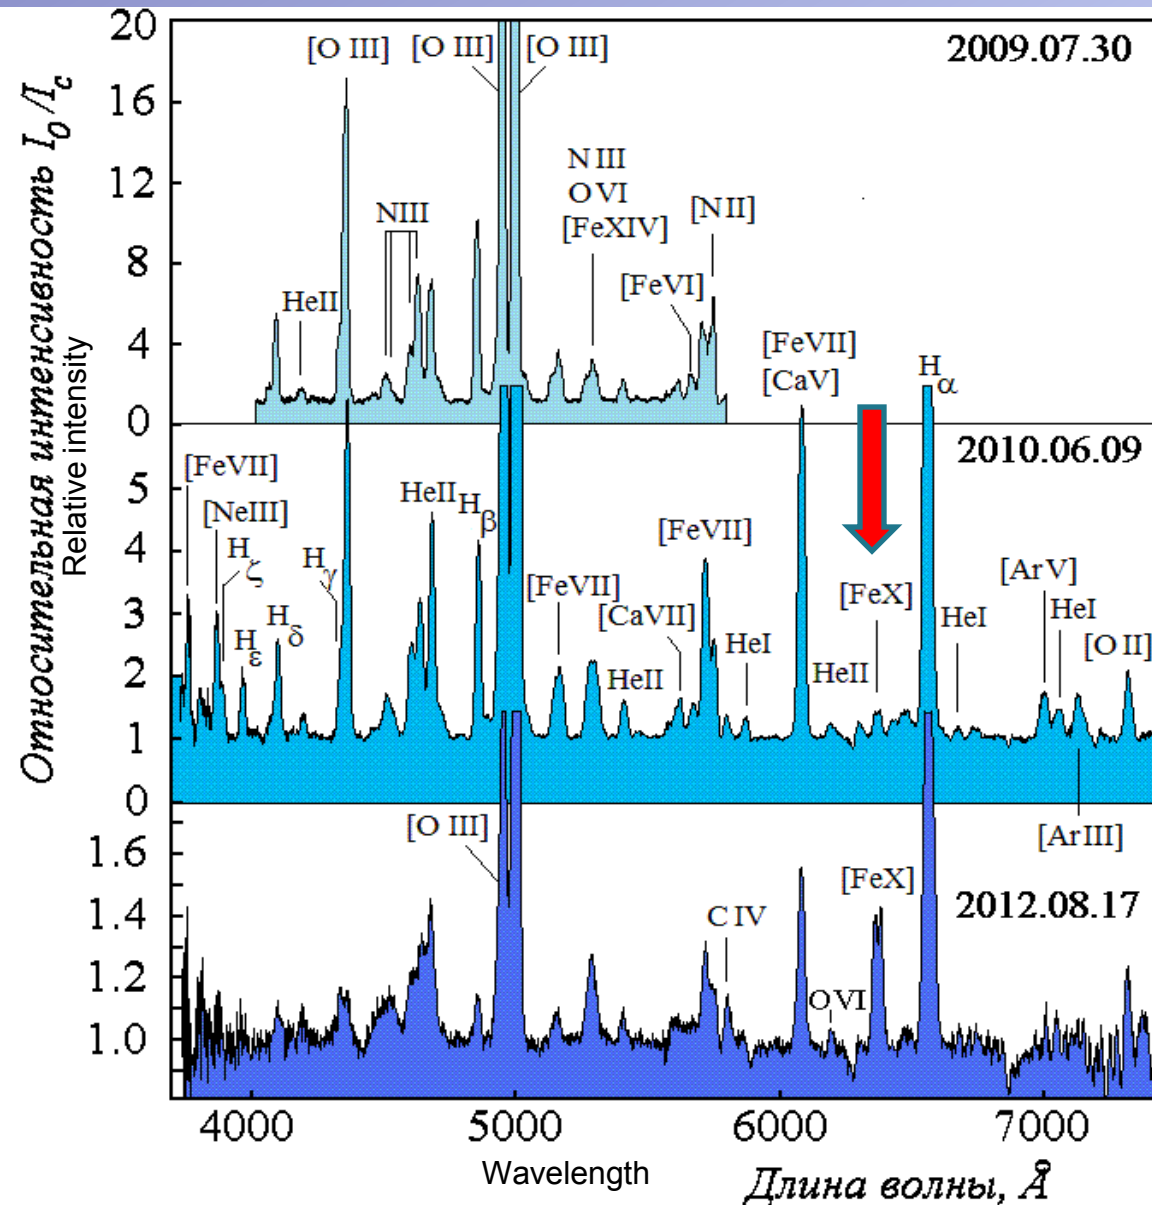 Относительная интенсивность I0/Ic
Relative intensity
20
16
12
8
4
0
2009.07.30
[O III]
[O III]
[O III]
HeII
NIII
N III
O VI
[FeXIV]
[FeVI]
[NII]
0
5
4
3
2
1
0
2010.06.09
[FeVII]
[NeIII]
Hζ
Hε
Hδ
Hγ
HeII
Hβ
[FeVII]
HeII
[CaVII]
[FeVII]
HeI
[FeVII]
[CaV]
HeII
[FeX]
Hα
HeI
[ArV]
HeI
[O II]
[ArIII]
1.6
1.4
1.2
1.0
2012.08.17
[O III]
C IV
OVI
[FeX]
4000
5000
6000
7000
Wavelength
Длина волны, Å